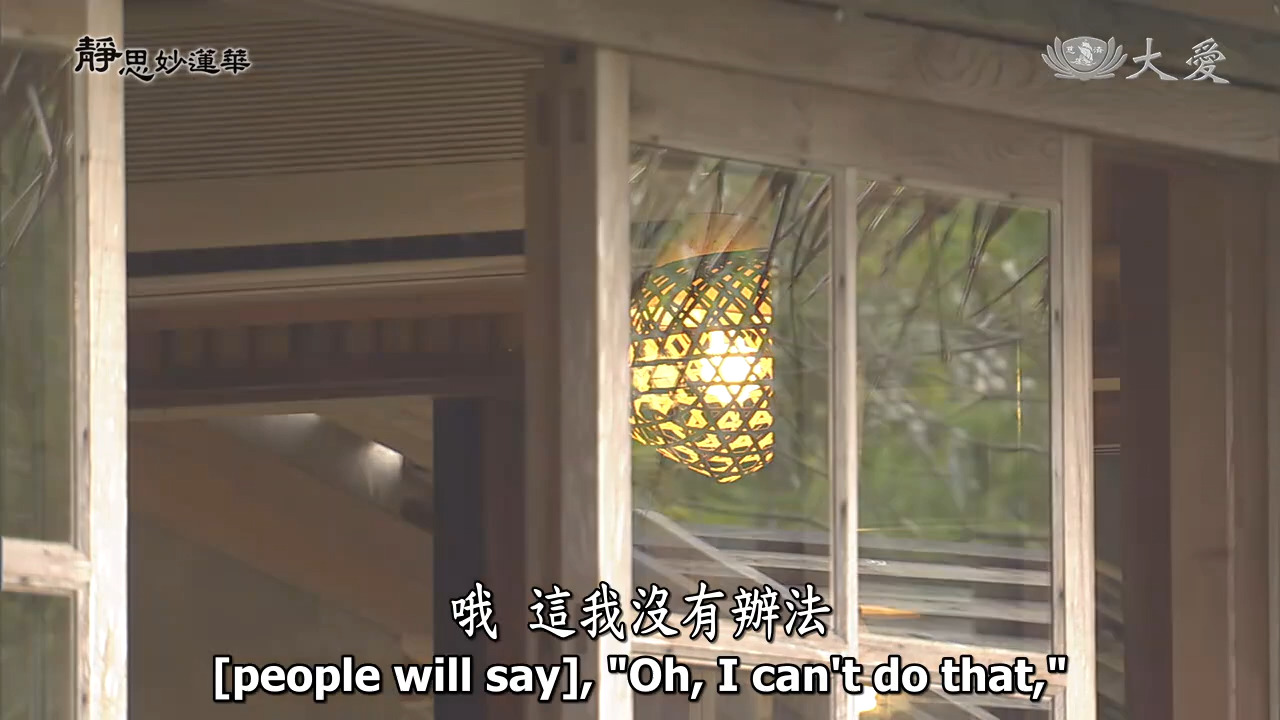 靜思妙蓮華
大愛
哦 這我沒有辦法
[people will say], "Oh, I can't do that,"